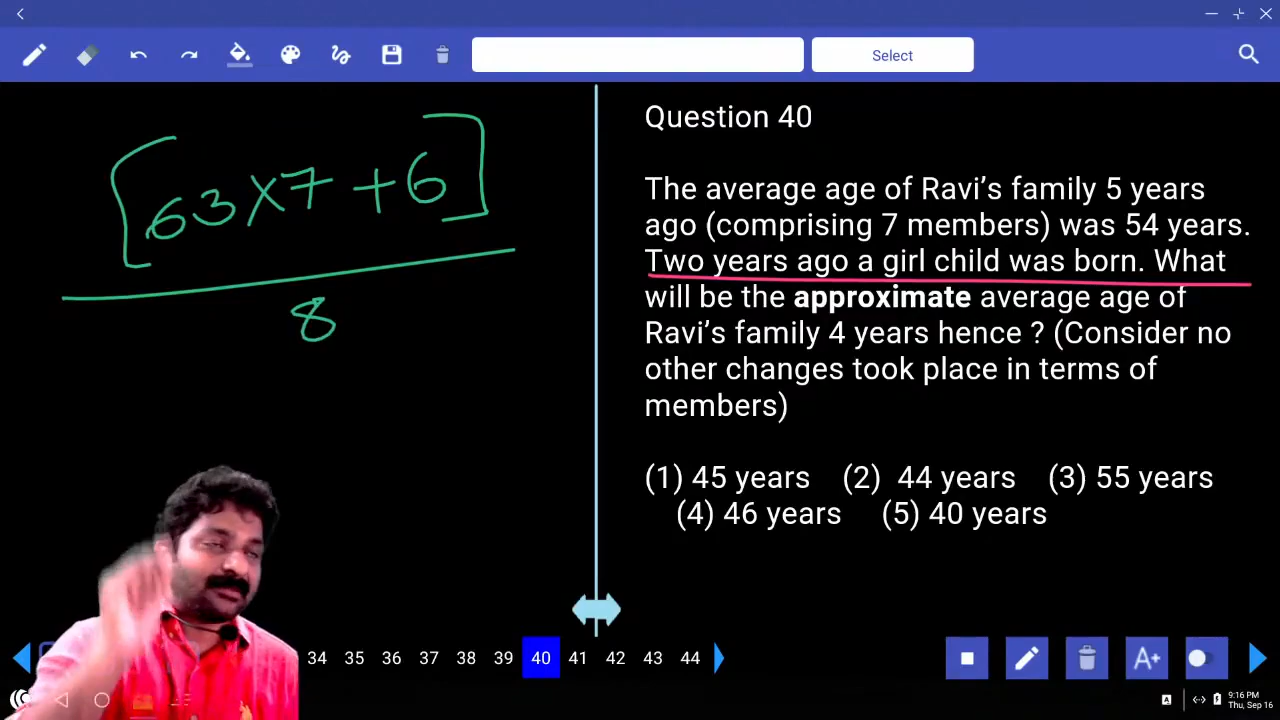 Select
[63×7+6]
8
Question 40
The average age of Ravi's family 5 years
ago (comprising 7 members) was 54 years.
Two years ago a girl child was born. What
will be the approximate average age of
Ravi's family 4 years hence ? (Consider no
other changes took place in terms of
members)
(1) 45 years (2) 44 years (3) 55 years
(4) 46 years (5) 40 years
34 35 36 37 38 39 40 41 42 43 44
A+
A
9:16 PM
Thu, Sep 16